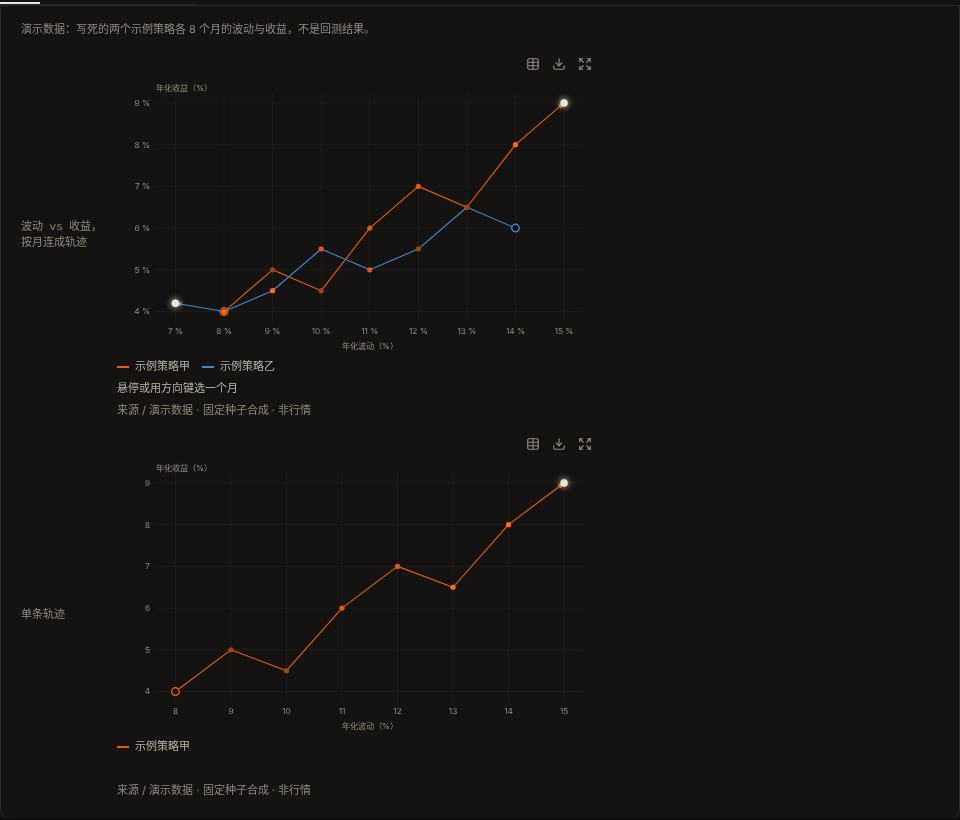 演示数据：写死的两个示例策略各 8 个月的波动与收益，不是回测结果。
年化收益（%）
9 %
8 %
7 %
6 %
5 %
4 %
波动 vs 收益，
按月连成轨迹
7 % 8 % 9 % 10 % 11 % 12 % 13 % 14 % 15 %
年化波动（%）
示例策略甲 示例策略乙
悬停或用方向键选一个月
来源 / 演示数据 · 固定种子合成 · 非行情
年化收益（%）
9
8
7
6
5
4
单条轨迹
8 9 10 11 12 13 14 15
年化波动（%）
示例策略甲
来源 / 演示数据 · 固定种子合成 · 非行情